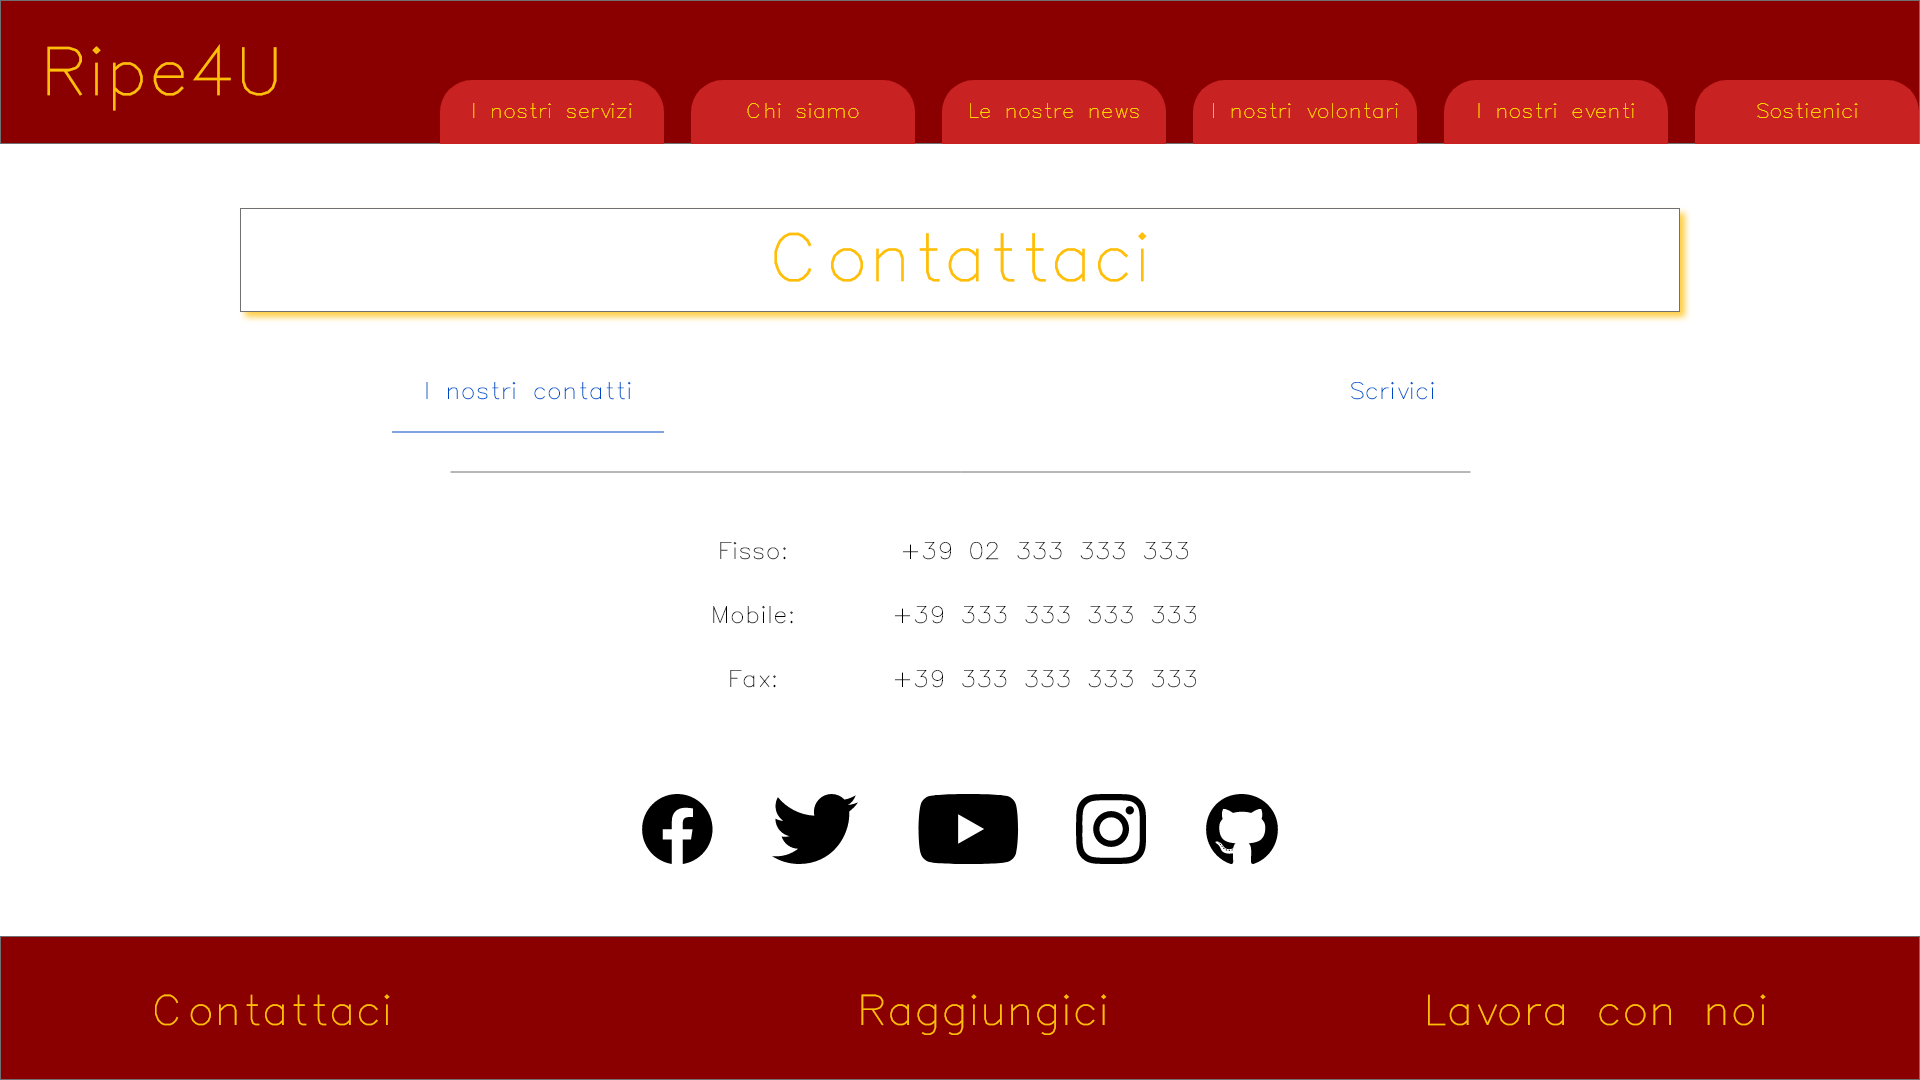 Ripe4U
I nostri servizi
Chi siamo
Le nostre news
I nostri volontari
I nostri eventi
Sostienici
Contattaci
I nostri contatti
Scrivici
Fisso: +39 02 333 333 333
Mobile: +39 333 333 333 333
Fax: +39 333 333 333 333
Contattaci
Raggiungici
Lavora con noi